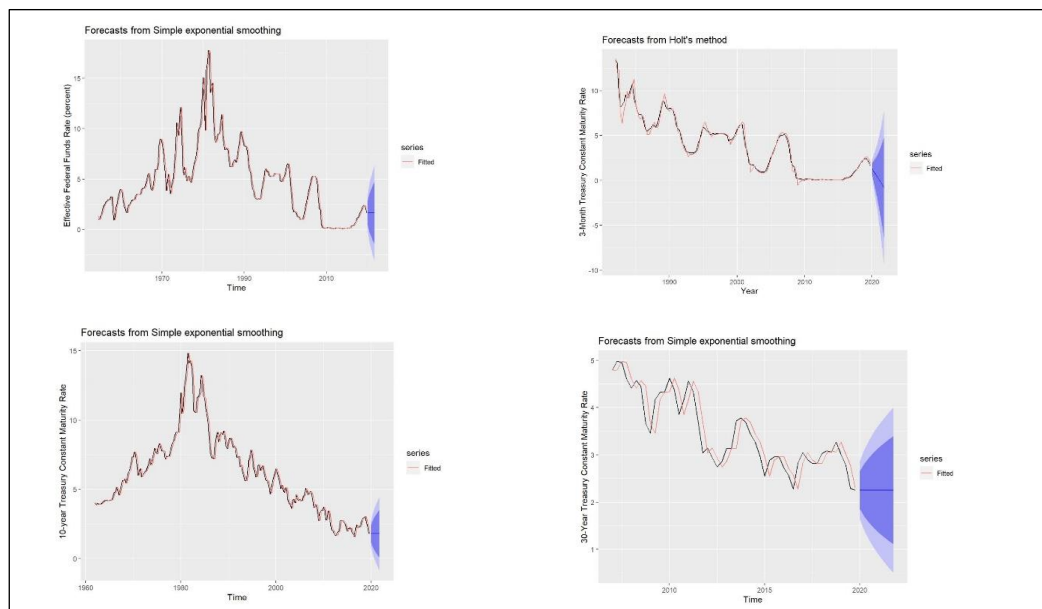 Forecasts from Simple exponential smoothing
Effective Federal Funds Rate (percent)
15
10
5
0
1970
1990
2010
Time
series
Fitted
Forecasts from Holt's method
3-Month Treasury Constant Maturity Rate
10
5
0
-5
-10
1990
2000
2010
2020
Year
series
Fitted
Forecasts from Simple exponential smoothing
10-year Treasury Constant Maturity Rate
15
10
5
0
1960
1980
2000
2020
Time
series
Fitted
Forecasts from Simple exponential smoothing
30-Year Treasury Constant Maturity Rate
5
4
3
2
1
2010
2015
2020
Time
series
Fitted